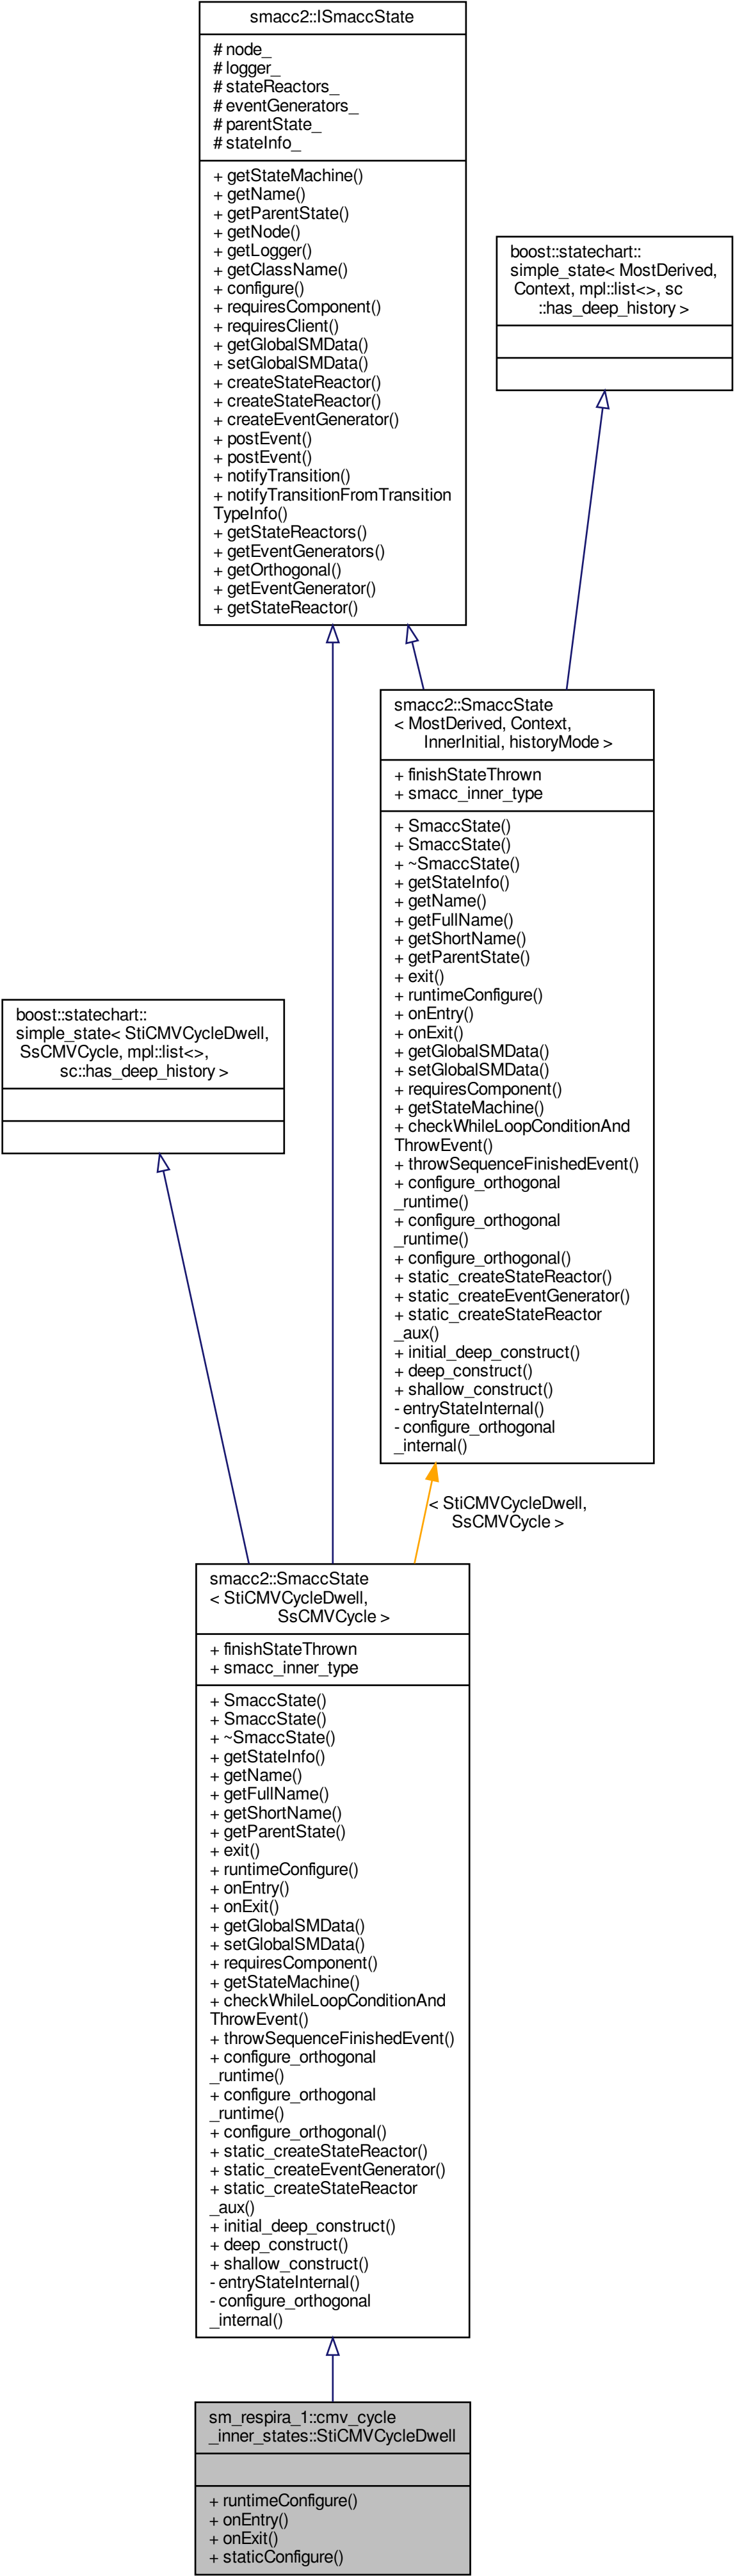 smacc2::ISmaccState
# node_
# logger_
# stateReactors_
# eventGenerators_
# parentState_
# stateInfo_
+ getStateMachine()
+ getName()
+ getParentState()
+ getNode()
+ getLogger()
+ getClassName()
+ configure()
+ requiresComponent()
+ requiresClient()
+ getGlobalSMData()
+ setGlobalSMData()
+ createStateReactor()
+ createStateReactor()
+ createEventGenerator()
+ postEvent()
+ postEvent()
+ notifyTransition()
+ notifyTransitionFromTransition
TypeInfo()
+ getStateReactors()
+ getEventGenerators()
+ getOrthogonal()
+ getEventGenerator()
+ getStateReactor()
boost::statechart::
simple_state< MostDerived,
Context, mpl::list<>, sc
::has_deep_history >
smacc2::SmaccState
< MostDerived, Context,
InnerInitial, historyMode >
+ finishStateThrown
+ smacc_inner_type
+ SmaccState()
+ SmaccState()
+ ~SmaccState()
+ getStateInfo()
+ getName()
+ getFullName()
+ getShortName()
+ getParentState()
+ exit()
+ runtimeConfigure()
+ onEntry()
+ onExit()
+ getGlobalSMData()
+ setGlobalSMData()
+ requiresComponent()
+ getStateMachine()
+ checkWhileLoopConditionAnd
ThrowEvent()
+ throwSequenceFinishedEvent()
+ configure_orthogonal
_runtime()
+ configure_orthogonal
_runtime()
+ configure_orthogonal()
+ static_createStateReactor()
+ static_createEventGenerator()
+ static_createStateReactor
_aux()
+ initial_deep_construct()
+ deep_construct()
+ shallow_construct()
- entryStateInternal()
- configure_orthogonal
_internal()
boost::statechart::
simple_state< StiCMVCycleDwell,
SsCMVCycle, mpl::list<>,
sc::has_deep_history >
< StiCMVCycleDwell,
SsCMVCycle >
smacc2::SmaccState
< StiCMVCycleDwell,
SsCMVCycle >
+ finishStateThrown
+ smacc_inner_type
+ SmaccState()
+ SmaccState()
+ ~SmaccState()
+ getStateInfo()
+ getName()
+ getFullName()
+ getShortName()
+ getParentState()
+ exit()
+ runtimeConfigure()
+ onEntry()
+ onExit()
+ getGlobalSMData()
+ setGlobalSMData()
+ requiresComponent()
+ getStateMachine()
+ checkWhileLoopConditionAnd
ThrowEvent()
+ throwSequenceFinishedEvent()
+ configure_orthogonal
_runtime()
+ configure_orthogonal
_runtime()
+ configure_orthogonal()
+ static_createStateReactor()
+ static_createEventGenerator()
+ static_createStateReactor
_aux()
+ initial_deep_construct()
+ deep_construct()
+ shallow_construct()
- entryStateInternal()
- configure_orthogonal
_internal()
sm_respira_1::cmv_cycle
_inner_states::StiCMVCycleDwell
+ runtimeConfigure()
+ onEntry()
+ onExit()
+ staticConfigure()